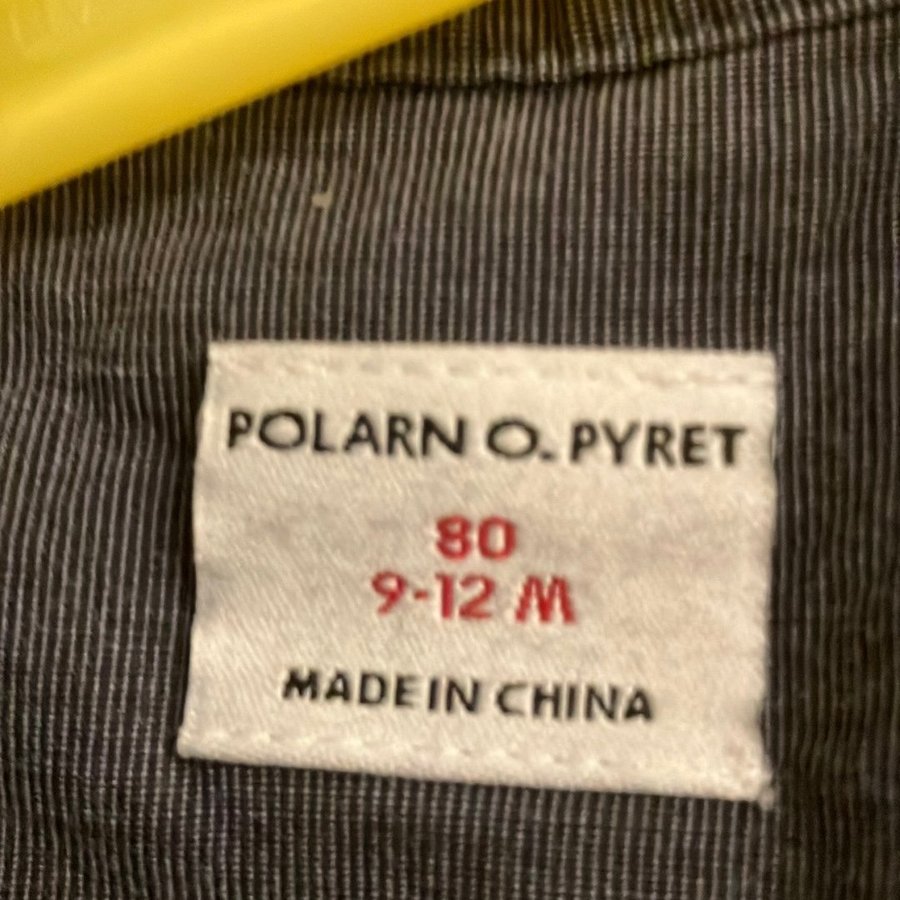 POLARN O. PYRET
80
9-12 M
MADE IN CHINA